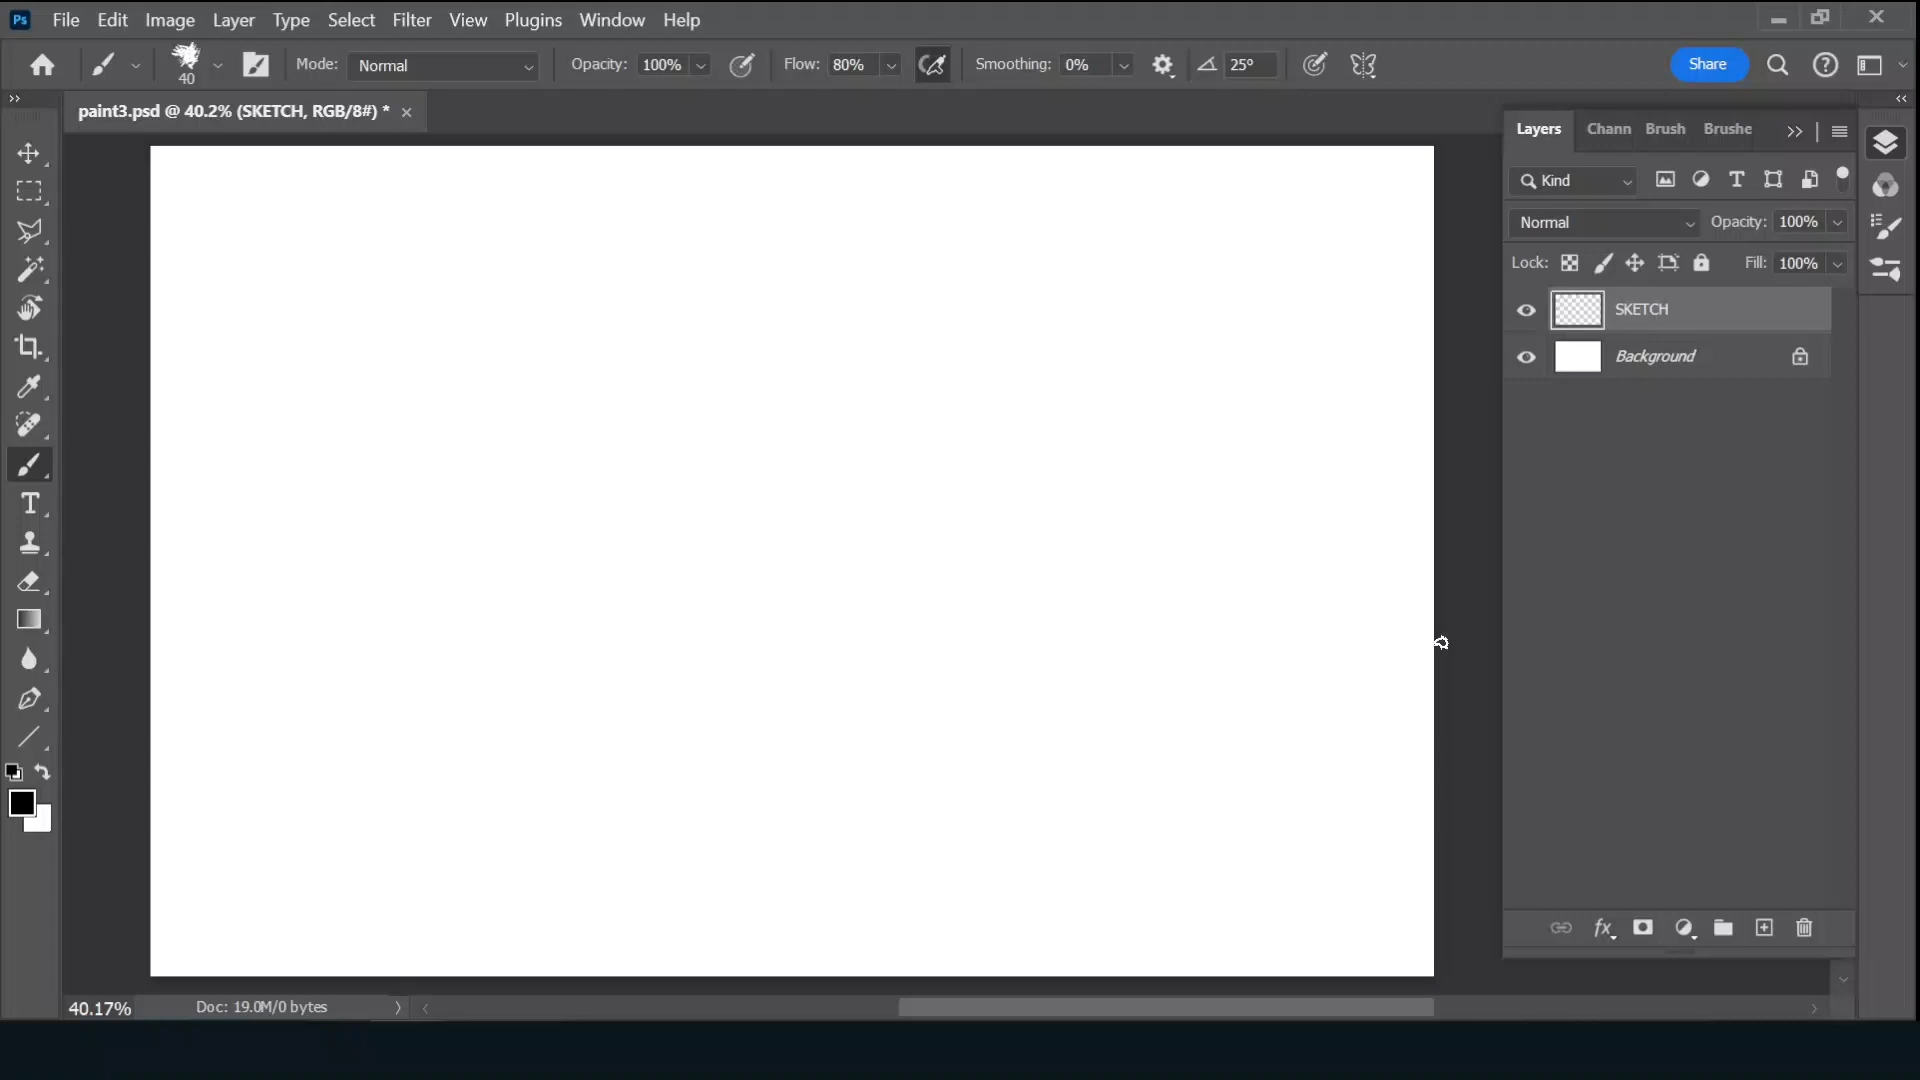 Ps File Edit Image Layer Type Select Filter View Plugins Window Help
40 Mode: Normal Opacity: 100% Flow: 80% Smoothing: 0% 25° Share
paint3.psd @ 40.2% (SKETCH, RGB/8#) *
Layers Chann Brush Brushe
Kind
Normal Opacity: 100%
Lock: Fill: 100%
SKETCH
Background
fx
40.17% Doc: 19.0M/0 bytes